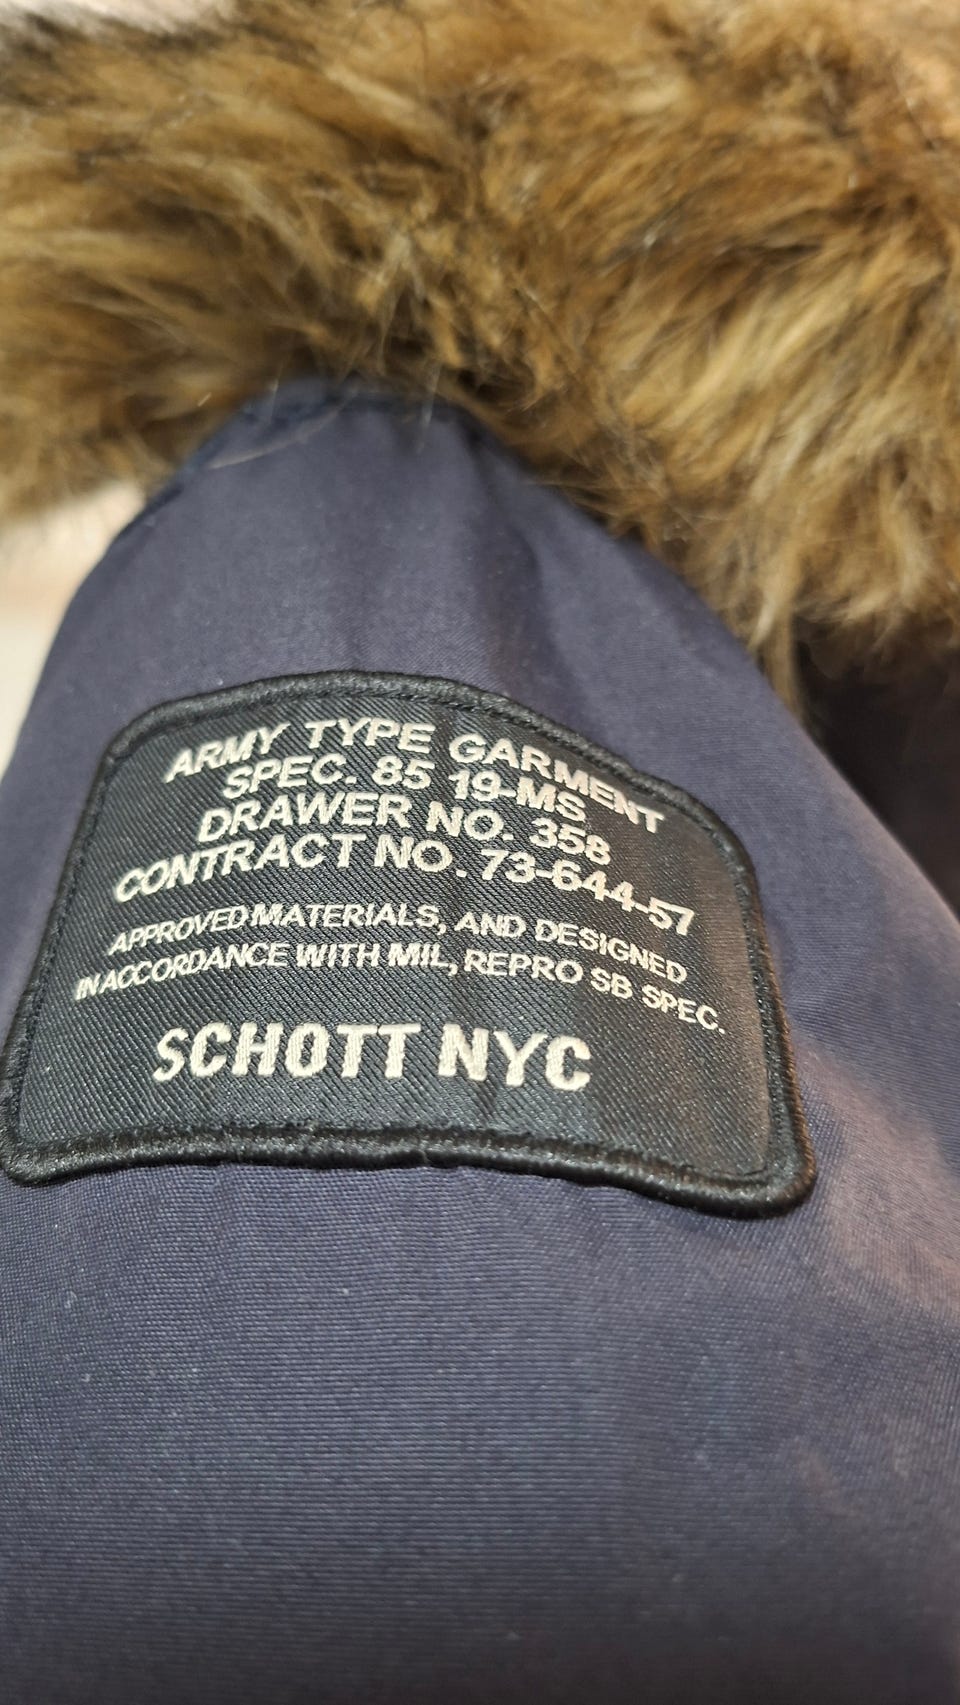 ARMY TYPE GARMENT
SPEC. 85 19-MS
DRAWER NO. 358
CONTRACT NO. 73-644-57
APPROVED MATERIALS, AND DESIGNED
IN ACCORDANCE WITH MIL, REPRO SB SPEC.
SCHOTT NYC